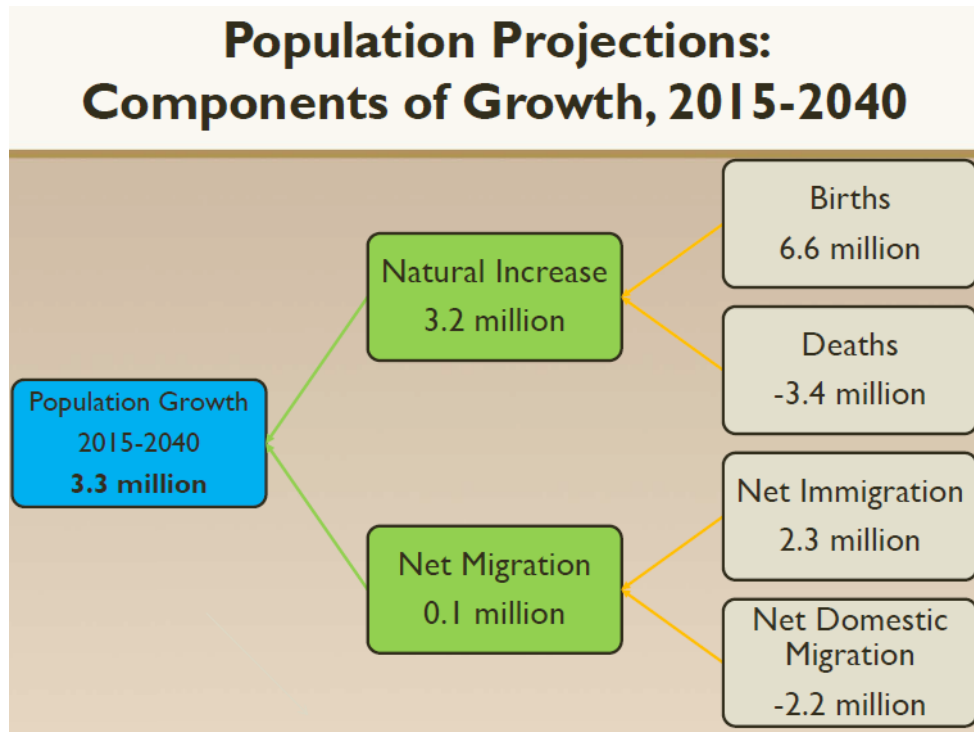 Population Projections:
Components of Growth, 2015-2040
Population Growth
2015-2040
3.3 million
Natural Increase
3.2 million
Net Migration
0.1 million
Births
6.6 million
Deaths
-3.4 million
Net Immigration
2.3 million
Net Domestic
Migration
-2.2 million